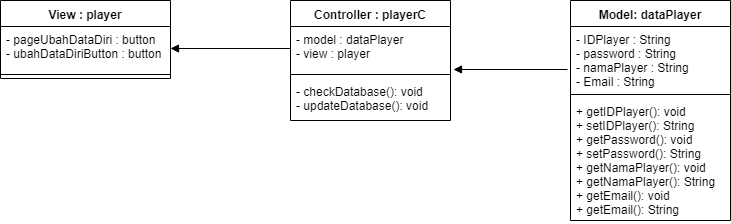 View : player
- pageUbahDataDiri : button
- ubahDataDiriButton : button
Controller : playerC
- model : dataPlayer
- view : player
- checkDatabase(): void
- updateDatabase(): void
Model: dataPlayer
- IDPlayer : String
- password : String
- namaPlayer : String
- Email : String
+ getIDPlayer(): void
+ setIDPlayer(): String
+ getPassword(): void
+ setPassword(): String
+ getNamaPlayer(): void
+ getNamaPlayer(): String
+ getEmail(): void
+ getEmail(): String